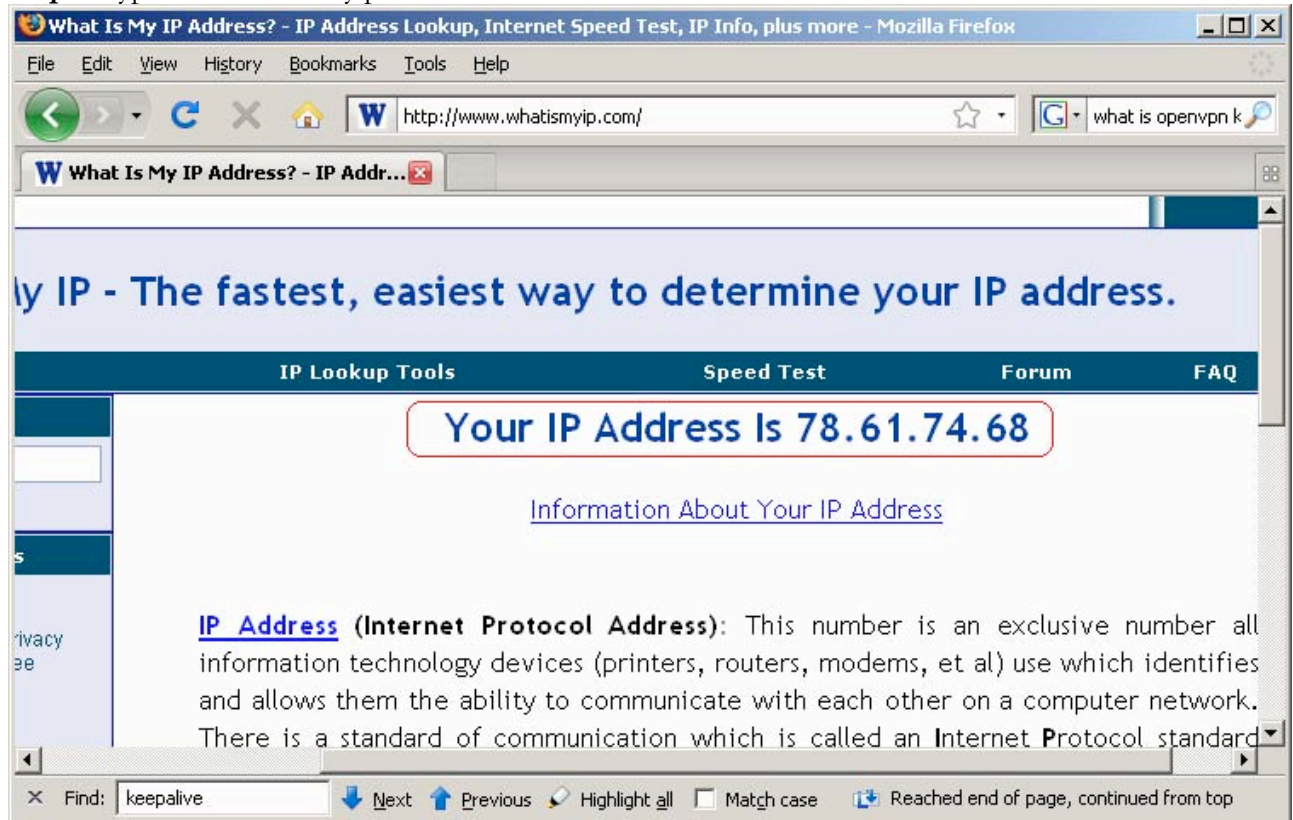 What Is My IP Address? - IP Address Lookup, Internet Speed Test, IP Info, plus more - Mozilla Firefox
File Edit View History Bookmarks Tools Help
W http://www.whatismyip.com/ G what is openvpn k
W What Is My IP Address? - IP Addr...
My IP - The fastest, easiest way to determine your IP address.
IP Lookup Tools Speed Test Forum FAQ
Your IP Address Is 78.61.74.68
Information About Your IP Address
s
rivacy
ee
IP Address (Internet Protocol Address): This number is an exclusive number all
information technology devices (printers, routers, modems, et al) use which identifies
and allows them the ability to communicate with each other on a computer network.
There is a standard of communication which is called an Internet Protocol standard
Find: keepalive Next Previous Highlight all Match case Reached end of page, continued from top